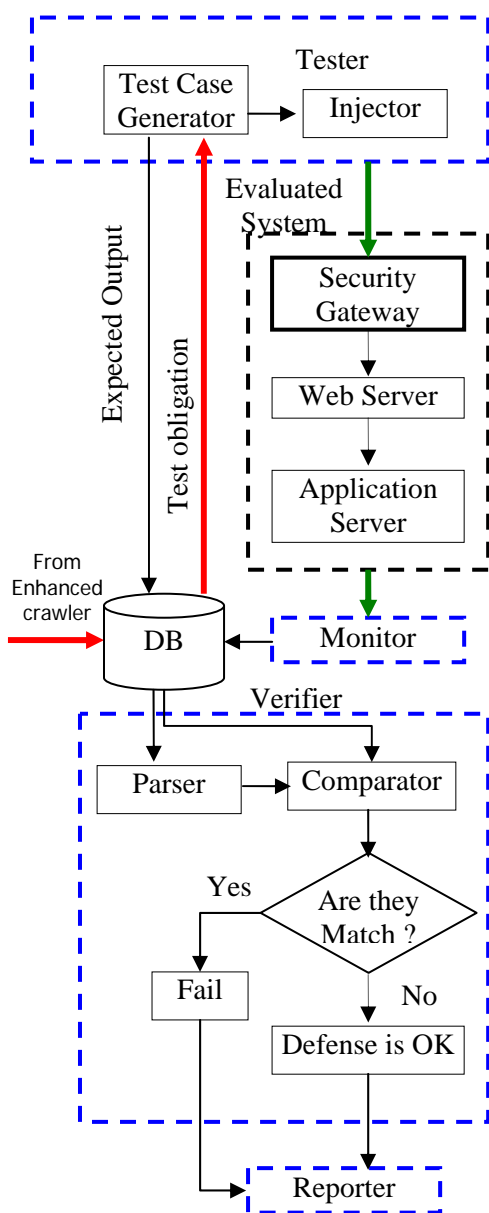 Tester
Test Case
Generator
Injector
Evaluated
System
Security
Gateway
Expected Output
Test obligation
Web Server
Application
Server
From
Enhanced
crawler
DB
Monitor
Verifier
Parser
Comparator
Yes
Are they
Match ?
Fail
No
Defense is OK
Reporter